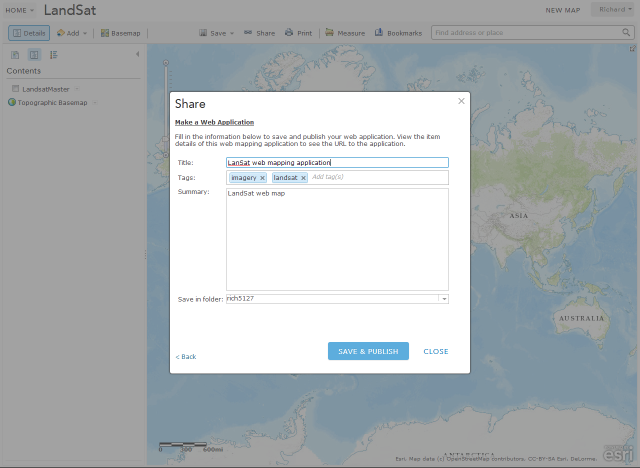 HOME
LandSat
NEW MAP
Richard
Details
Add
Basemap
Save
Share
Print
Measure
Bookmarks
Find address or place
Contents
LandsatMaster
Topographic Basemap
Share
Make a Web Application
Fill in the information below to save and publish your web application. View the item
details of this web mapping application to see the URL to the application.
Title:
LanSat web mapping application
Tags:
imagery
landsat
Add tag(s)
Summary:
LandSat web map
Save in folder:
rich5127
< Back
SAVE & PUBLISH
CLOSE
ASIA
AUSTRALIA
0 300 600mi
ANTARCTICA
Esri. Map data (c) OpenStreetMap contributors, CC-BY-SA Esri, DeLorme,
esri